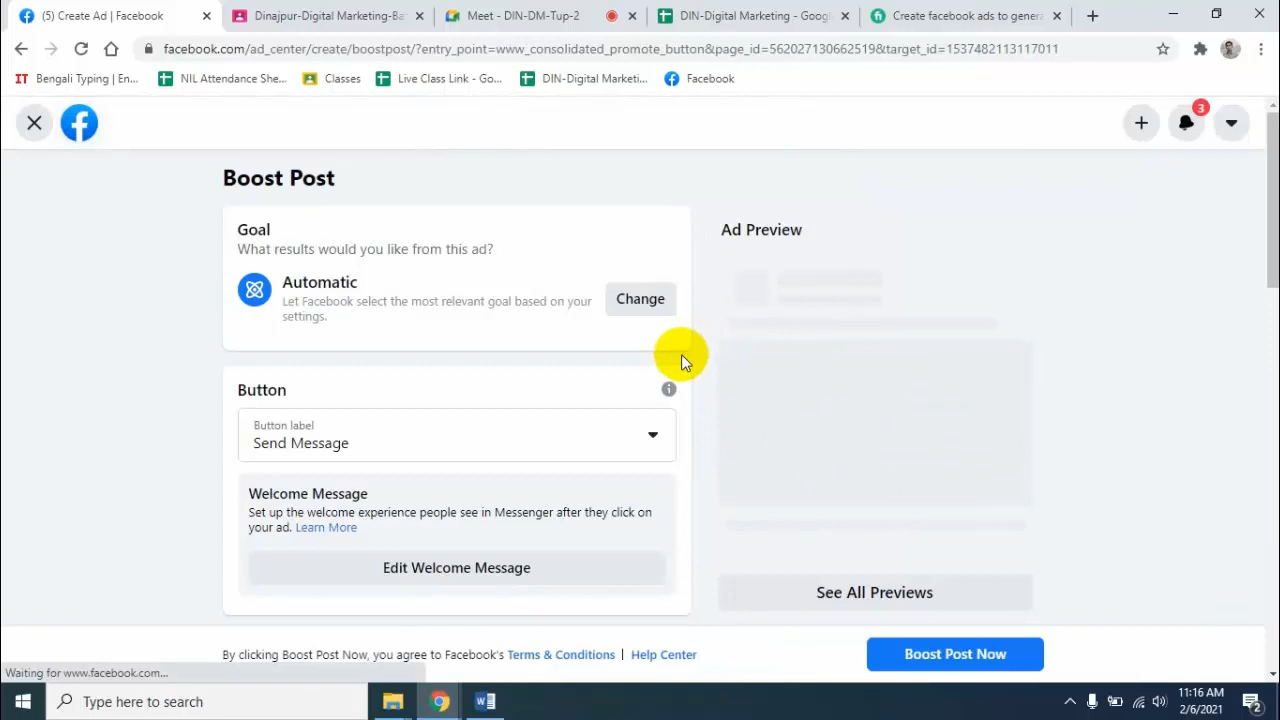 (5) Create Ad | Facebook
Dinajpur-Digital Marketing-B
Meet - DIN-DM-Tup-2
DIN-Digital Marketing - Goog
Create facebook ads to genera
facebook.com/ad_center/create/boostpost/?entry_point=www_consolidated_promote_button&page_id=562027130662519&target_id=1537482113117011
Bengali Typing | En...
NIL Attendance She...
Classes
Live Class Link - Go...
DIN-Digital Marketi...
Facebook
3
Boost Post
Goal
What results would you like from this ad?
Automatic
Let Facebook select the most relevant goal based on your
settings.
Change
Ad Preview
Button
Button label
Send Message
Welcome Message
Set up the welcome experience people see in Messenger after they click on
your ad. Learn More
Edit Welcome Message
See All Previews
By clicking Boost Post Now, you agree to Facebook's Terms & Conditions | Help Center
Boost Post Now
Waiting for www.facebook.com...
Type here to search
11:16 AM
2/6/2021
2